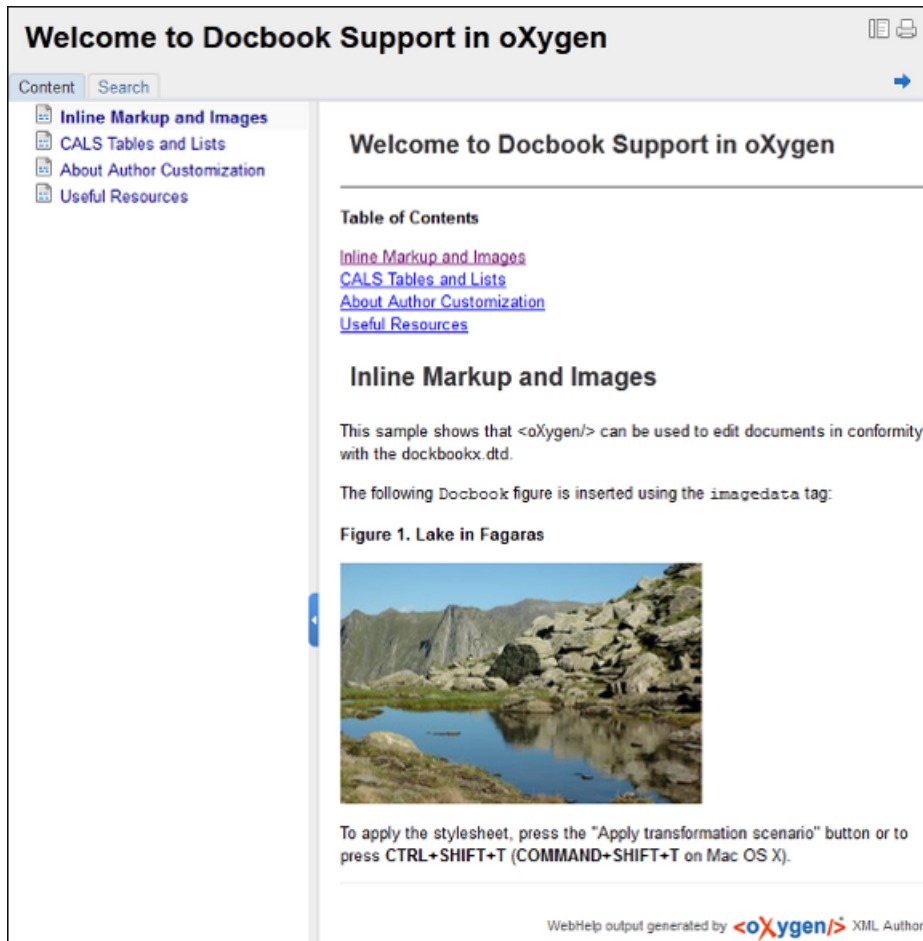 Welcome to Docbook Support in oXygen
Content
Search
Inline Markup and Images
CALS Tables and Lists
About Author Customization
Useful Resources
Welcome to Docbook Support in oXygen
Table of Contents
Inline Markup and Images
CALS Tables and Lists
About Author Customization
Useful Resources
Inline Markup and Images
This sample shows that <oXygen/> can be used to edit documents in conformity
with the dockbookx.dtd.
The following Docbook figure is inserted using the imagedata tag:
Figure 1. Lake in Fagaras
To apply the stylesheet, press the "Apply transformation scenario" button or to
press CTRL+SHIFT+T (COMMAND+SHIFT+T on Mac OS X).
WebHelp output generated by <oXygen/> XML Author